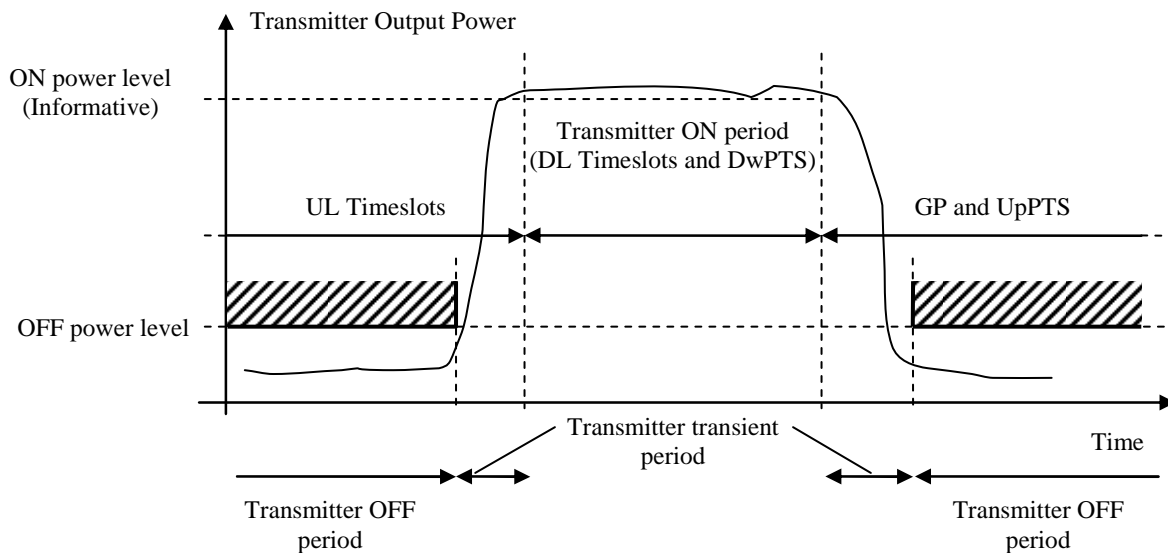 Transmitter Output Power
ON power level
(Informative)
Transmitter ON period
(DL Timeslots and DwPTS)
UL Timeslots
GP and UpPTS
OFF power level
Transmitter transient
period
Time
Transmitter OFF
period
Transmitter OFF
period